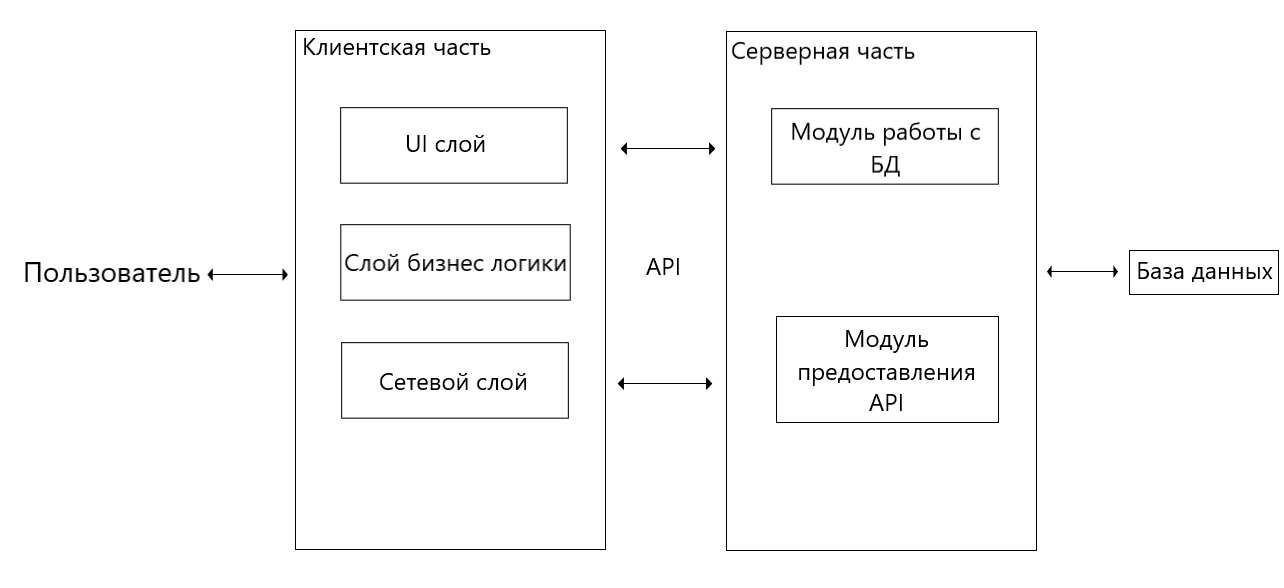 Клиентская часть
Серверная часть
UI слой
Модуль работы с
БД
Слой бизнес логики
API
Пользователь
База данных
Сетевой слой
Модуль
предоставления
API